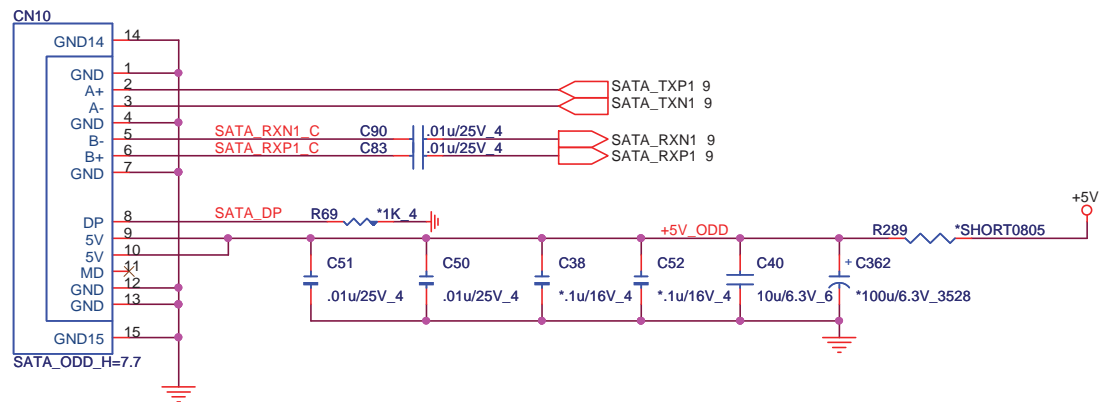 CN10
GND14 14
GND 1
A+ 2
A- 3
GND 4
B- 5
B+ 6
GND 7
SATA_TXP1 9
SATA_TXN1 9
SATA_RXN1_C C90 .01u/25V_4 SATA_RXN1 9
SATA_RXP1_C C83 .01u/25V_4 SATA_RXP1 9
DP 8 SATA_DP R69 *1K_4
5V 9
5V 10
MD 11
GND 12
GND 13
GND15 15
SATA_ODD_H=7.7
+5V_ODD
R289 *SHORT0805
+5V
C51
.01u/25V_4
C50
.01u/25V_4
C38
*.1u/16V_4
C52
*.1u/16V_4
C40
10u/6.3V_6
+ C362
*100u/6.3V_3528